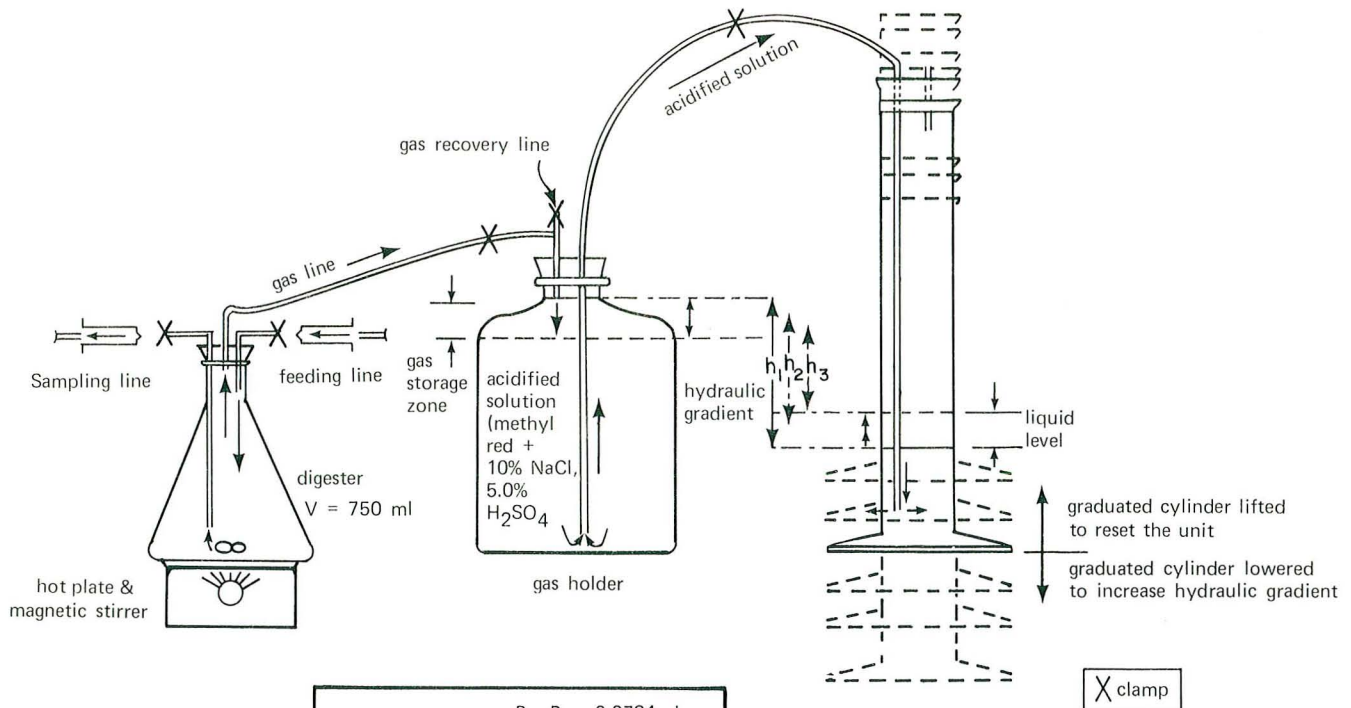 acidified solution
gas recovery line
gas line
Sampling line
feeding line
gas
storage
zone
acidified
solution
(methyl
red +
10% NaCl,
5.0%
H₂SO₄
hydraulic
gradient
h₁ h₂ h₃
liquid
level
digester
V = 750 ml
hot plate &
magnetic stirrer
gas holder
graduated cylinder lifted
to reset the unit
graduated cylinder lowered
to increase hydraulic gradient
X clamp